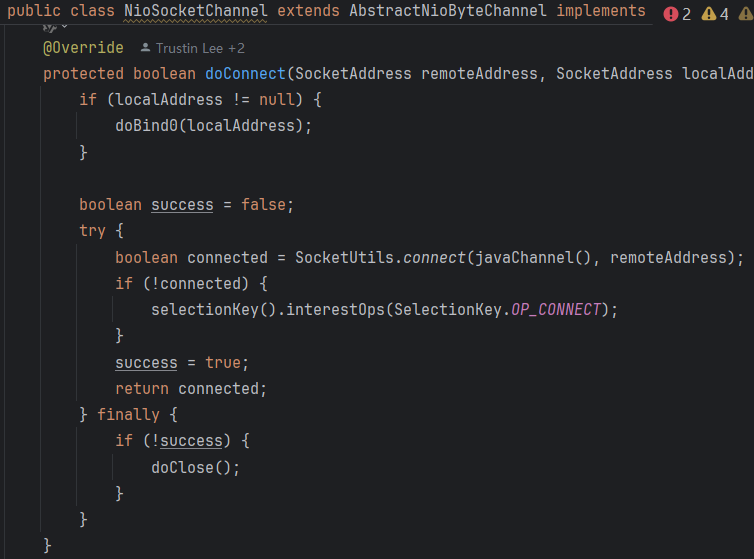 public class NioSocketChannel extends AbstractNioByteChannel implements 2 4
@Override Trustin Lee +2
protected boolean doConnect(SocketAddress remoteAddress, SocketAddress localAdd
if (localAddress != null) {
doBind0(localAddress);
}
boolean success = false;
try {
boolean connected = SocketUtils.connect(javaChannel(), remoteAddress);
if (!connected) {
selectionKey().interestOps(SelectionKey.OP_CONNECT);
}
success = true;
return connected;
} finally {
if (!success) {
doClose();
}
}
}